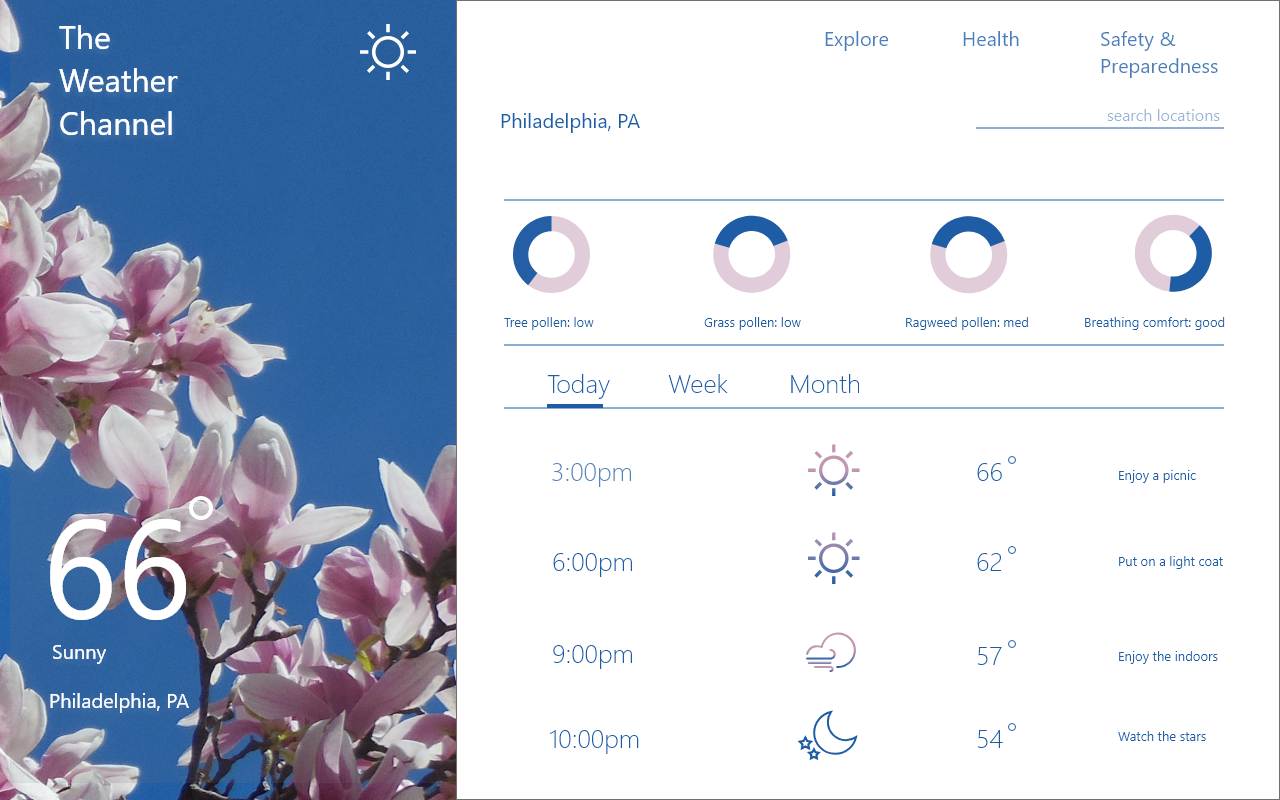 The
Weather
Channel
66°
Sunny
Philadelphia, PA
Explore
Health
Safety &
Preparedness
Philadelphia, PA
search locations
Tree pollen: low
Grass pollen: low
Ragweed pollen: med
Breathing comfort: good
Today
Week
Month
3:00pm
66°
Enjoy a picnic
6:00pm
62°
Put on a light coat
9:00pm
57°
Enjoy the indoors
10:00pm
54°
Watch the stars